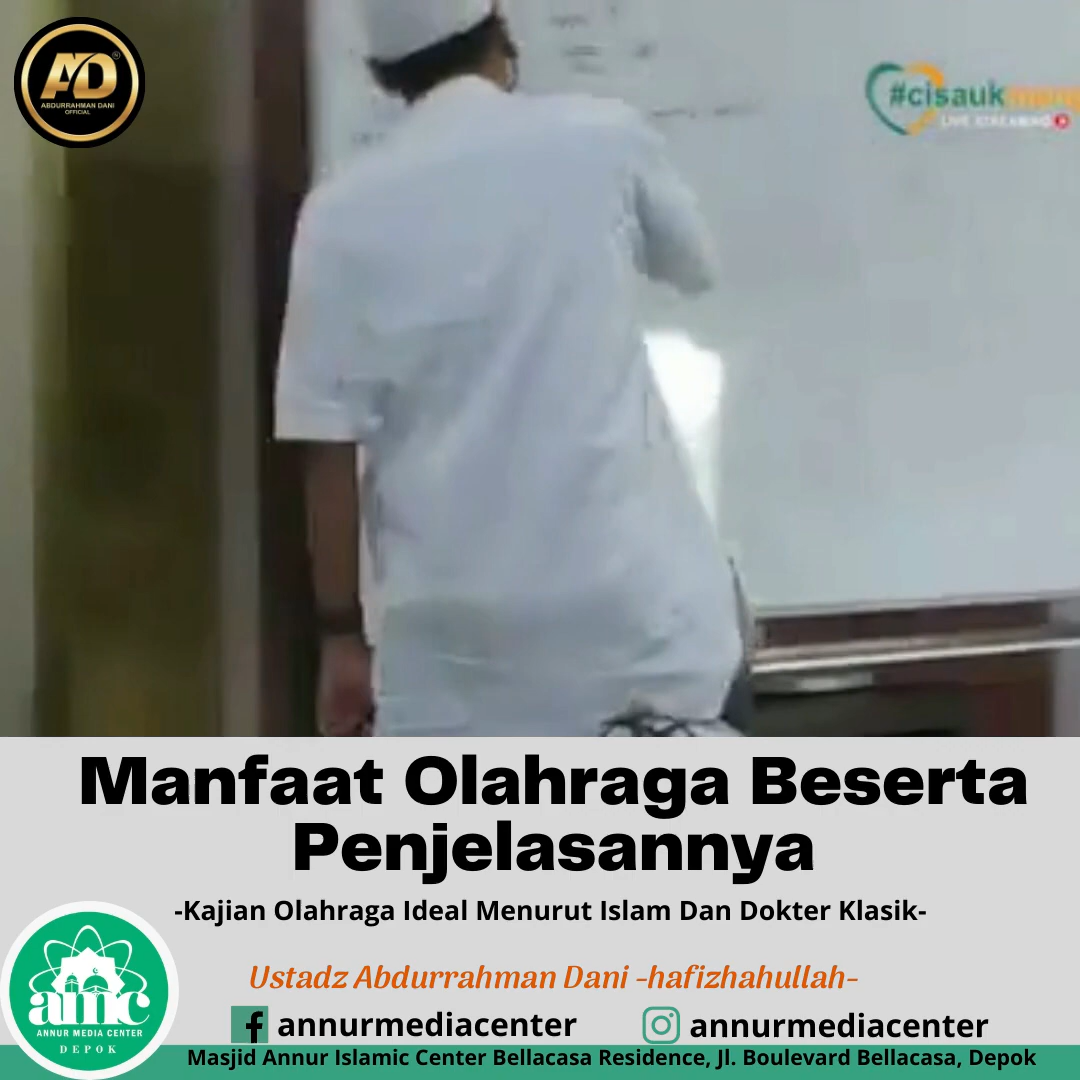 AD
ABDURRAHMAN DANI
OFFICIAL
#cisauk
LIVE STREAMING
Manfaat Olahraga Beserta
Penjelasannya
-Kajian Olahraga Ideal Menurut Islam Dan Dokter Klasik-
Ustadz Abdurrahman Dani -hafizhahullah-
annurmediacenter
annurmediacenter
amc
ANNUR MEDIA CENTER
DEPOK
Masjid Annur Islamic Center Bellacasa Residence, Jl. Boulevard Bellacasa, Depok